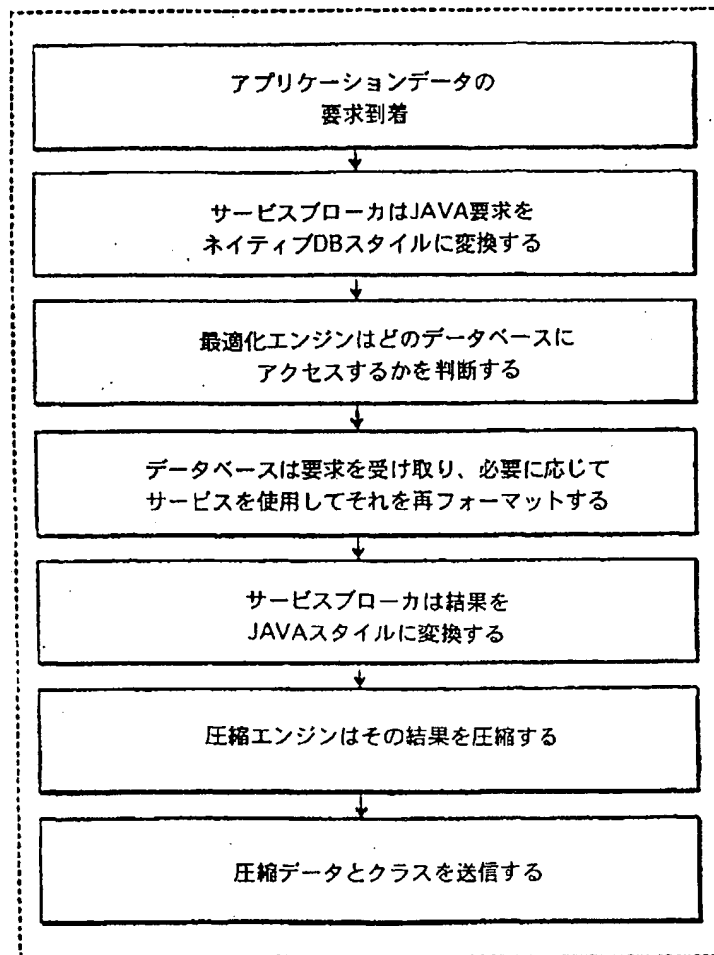 アプリケーションデータの
要求到着
サービスブローカはJAVA要求を
ネイティブDBスタイルに変換する
最適化エンジンはどのデータベースに
アクセスするかを判断する
データベースは要求を受け取り、必要に応じて
サービスを使用してそれを再フォーマットする
サービスブローカは結果を
JAVAスタイルに変換する
圧縮エンジンはその結果を圧縮する
圧縮データとクラスを送信する